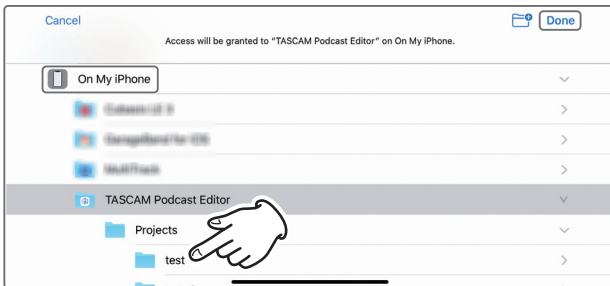 Cancel
Done
Access will be granted to "TASCAM Podcast Editor" on On My iPhone.
On My iPhone
TASCAM Podcast Editor
Projects
test